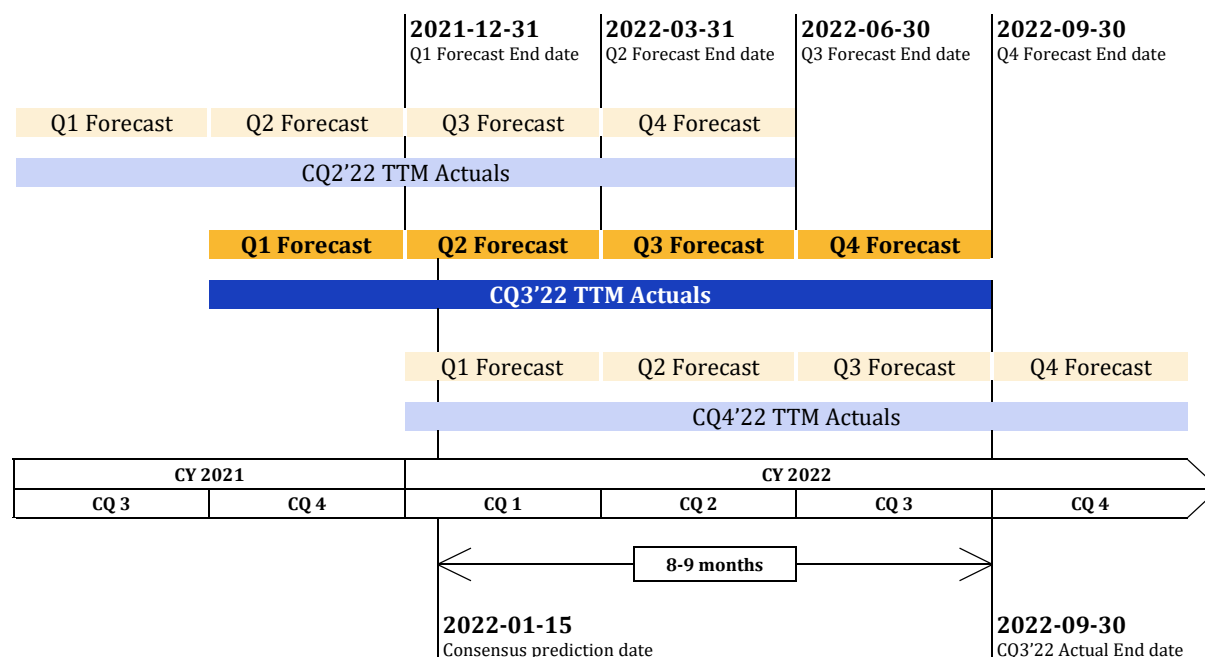 2021-12-31 2022-03-31 2022-06-30 2022-09-30
Q1 Forecast End date Q2 Forecast End date Q3 Forecast End date Q4 Forecast End date
Q1 Forecast Q2 Forecast Q3 Forecast Q4 Forecast
CQ2’22 TTM Actuals
Q1 Forecast Q2 Forecast Q3 Forecast Q4 Forecast
CQ3’22 TTM Actuals
Q1 Forecast Q2 Forecast Q3 Forecast Q4 Forecast
CQ4’22 TTM Actuals
CY 2021 CY 2022
CQ 3 CQ 4 CQ 1 CQ 2 CQ 3 CQ 4
8-9 months
2022-01-15 2022-09-30
Consensus prediction date CQ3’22 Actual End date